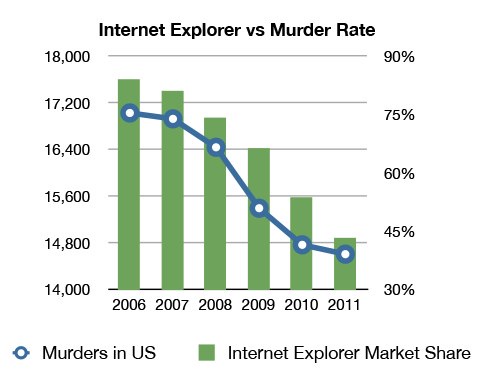 Internet Explorer vs Murder Rate
18,000
17,200
16,400
15,600
14,800
14,000
90%
75%
60%
45%
30%
2006 2007 2008 2009 2010 2011
Murders in US
Internet Explorer Market Share